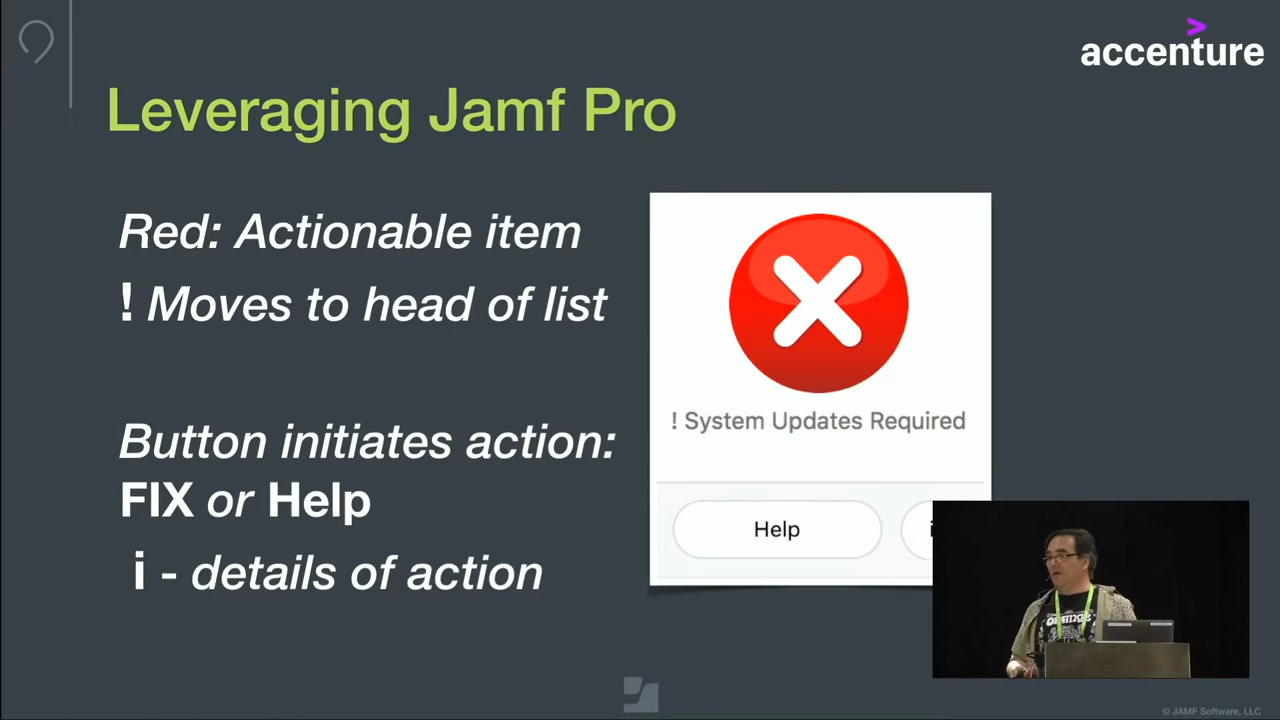 accenture
Leveraging Jamf Pro
Red: Actionable item
! Moves to head of list
Button initiates action:
FIX or Help
i - details of action
! System Updates Required
Help
i
© JAMF Software, LLC